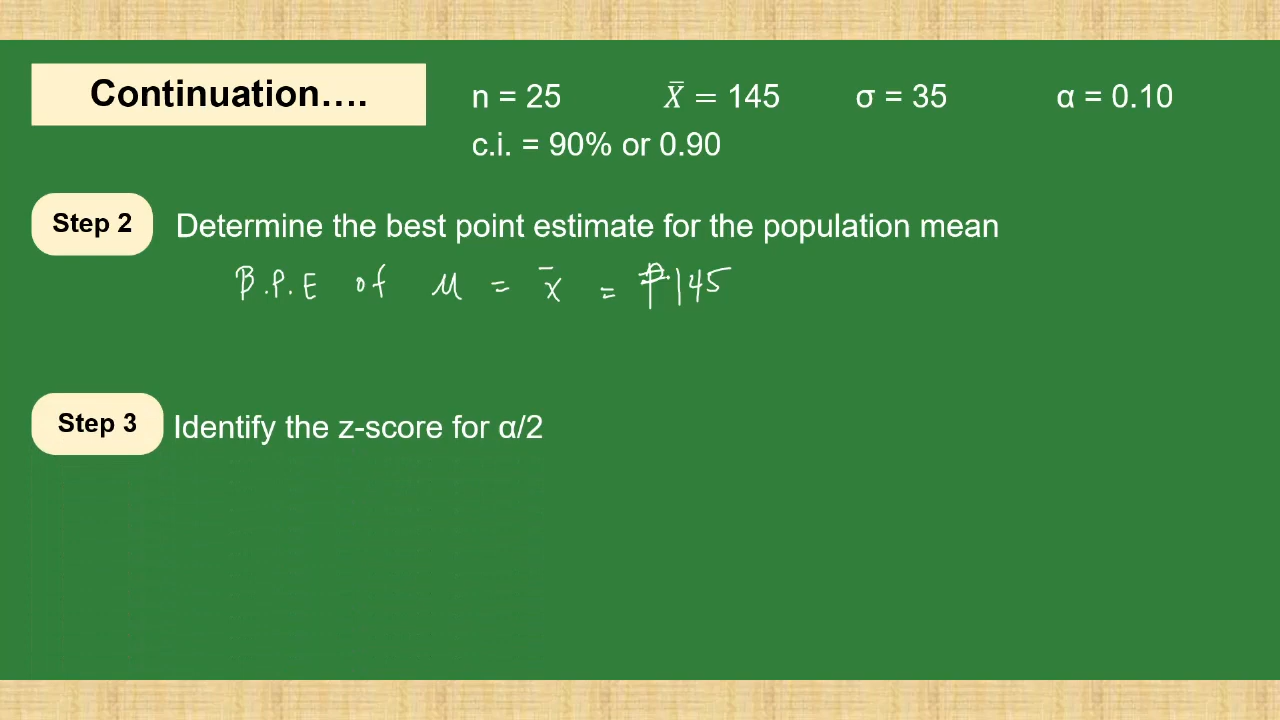 Continuation….
n = 25 X̄ = 145 σ = 35 α = 0.10
c.i. = 90% or 0.90
Step 2 Determine the best point estimate for the population mean
B.P.E of μ = x̄ = ₱145
Step 3 Identify the z-score for α/2